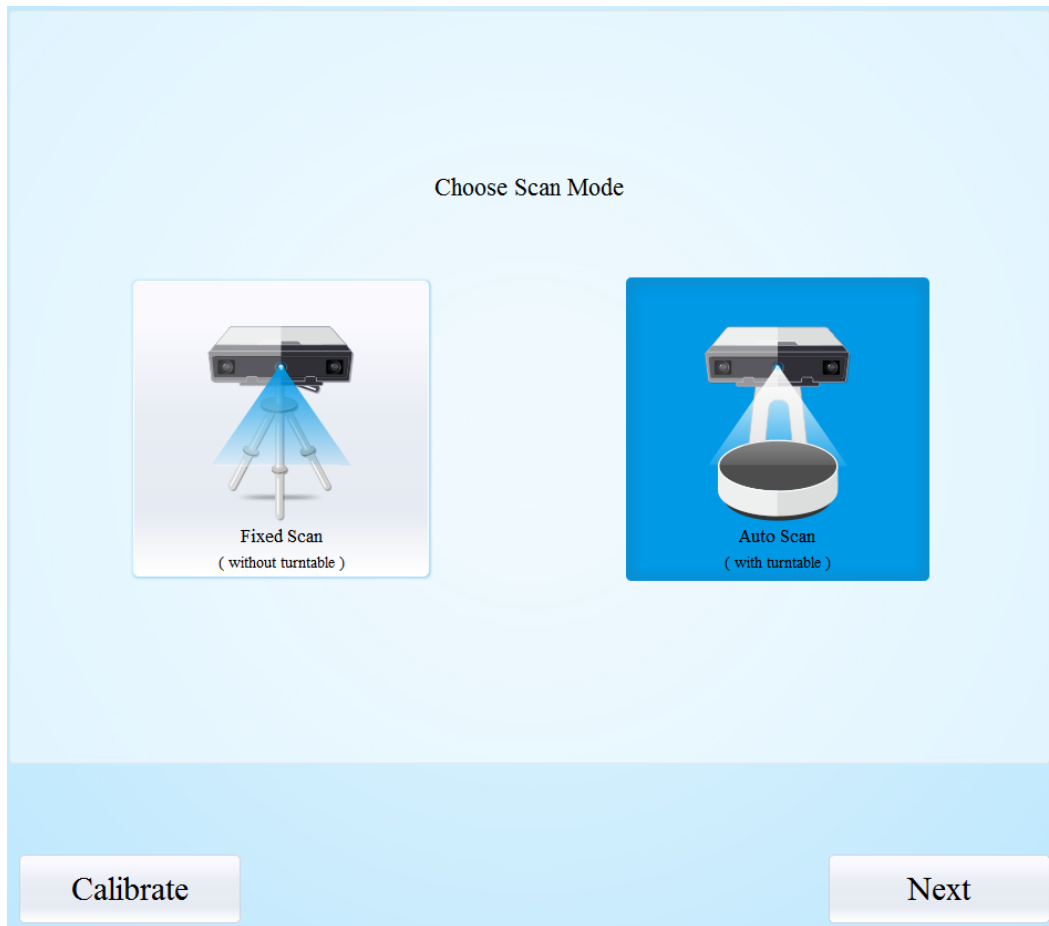 Choose Scan Mode
Fixed Scan
( without turntable )
Auto Scan
( with turntable )
Calibrate
Next